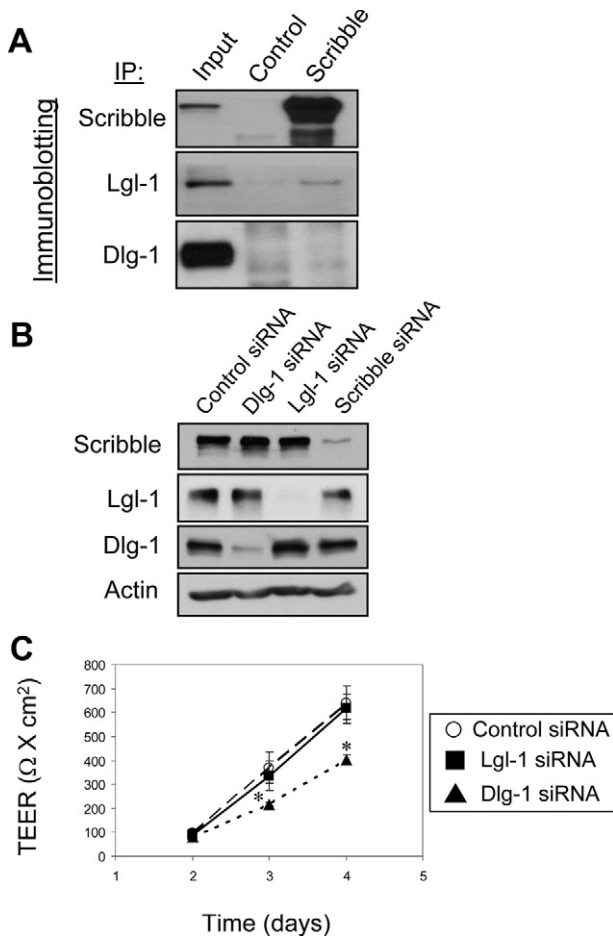 A
IP:
Input
Control
Scribble
Immunoblotting
Scribble
Lgl-1
Dlg-1
B
Control siRNA
Dlg-1 siRNA
Lgl-1 siRNA
Scribble siRNA
Scribble
Lgl-1
Dlg-1
Actin
C
TEER (Ω X cm²)
800
700
600
500
400
300
200
100
0
*
*
1 2 3 4 5
Time (days)
Control siRNA
Lgl-1 siRNA
Dlg-1 siRNA